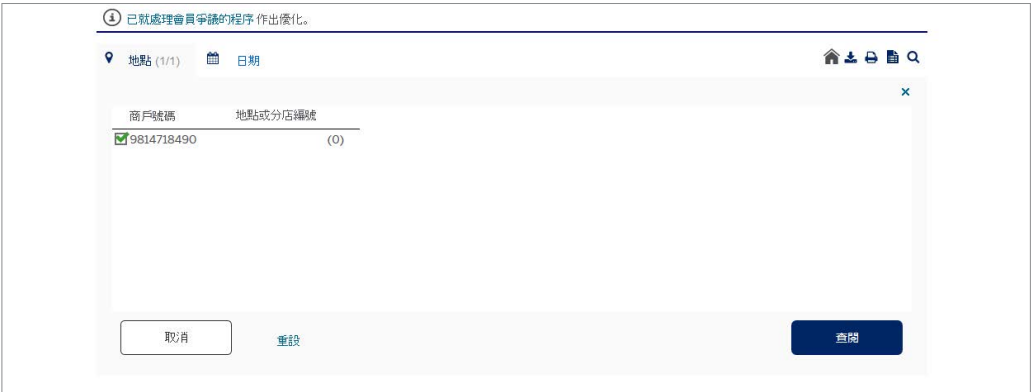 已就處理會員爭議的程序 作出優化。
地點 (1/1) 日期
商戶號碼 地點或分店編號
9814718490 (0)
取消 重設 查閱